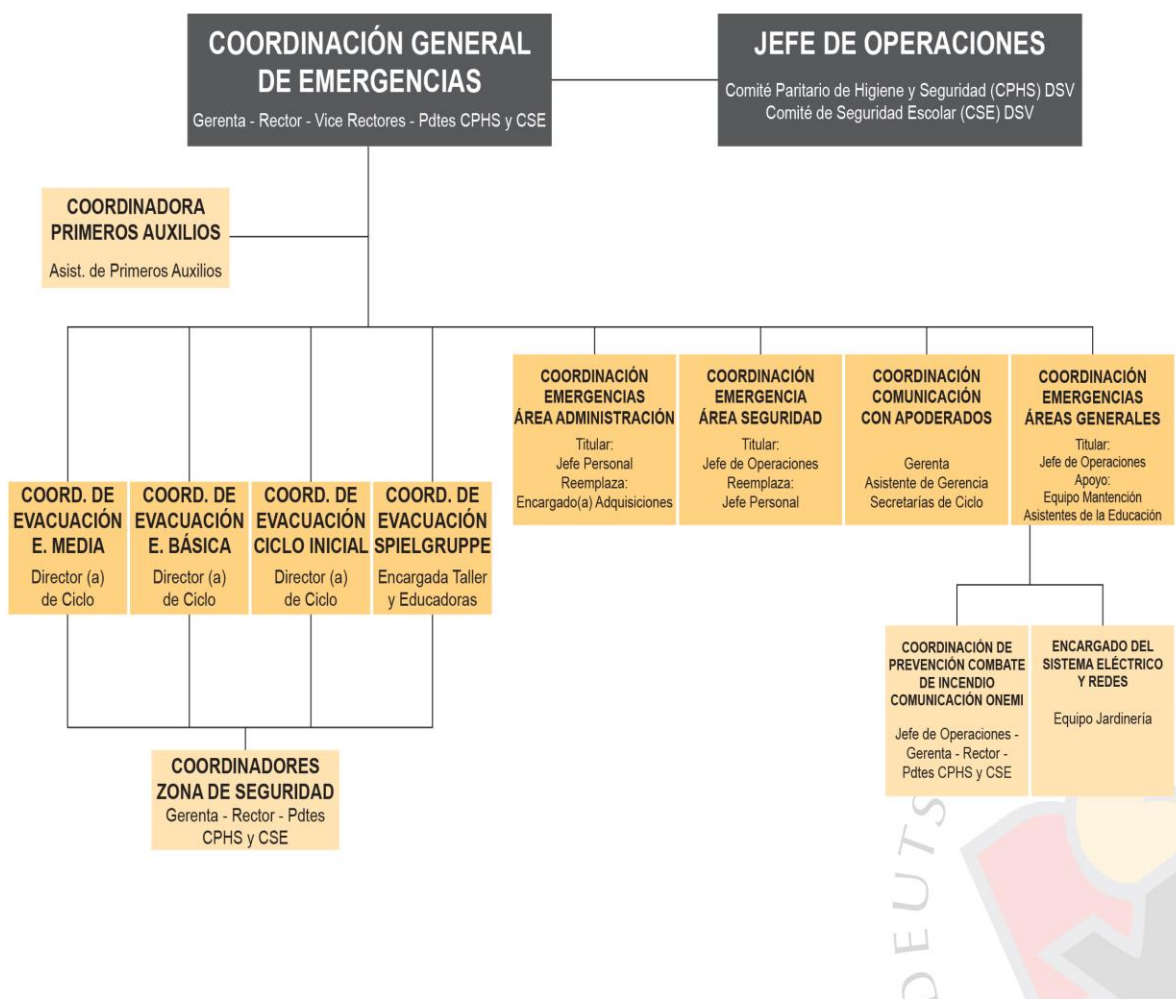 COORDINACIÓN GENERAL
DE EMERGENCIAS
Gerenta - Rector - Vice Rectores - Pdtes CPHS y CSE
JEFE DE OPERACIONES
Comité Paritario de Higiene y Seguridad (CPHS) DSV
Comité de Seguridad Escolar (CSE) DSV
COORDINADORA
PRIMEROS AUXILIOS
Asist. de Primeros Auxilios
COORD. DE
EVACUACIÓN
E. MEDIA
Director (a)
de Ciclo
COORD. DE
EVACUACIÓN
E. BÁSICA
Director (a)
de Ciclo
COORD. DE
EVACUACIÓN
CICLO INICIAL
Director (a)
de Ciclo
COORD. DE
EVACUACIÓN
SPIELGRUPPE
Encargada Taller
y Educadoras
COORDINACIÓN
EMERGENCIAS
ÁREA ADMINISTRACIÓN
Titular:
Jefe Personal
Reemplaza:
Encargado(a) Adquisiciones
COORDINACIÓN
EMERGENCIA
ÁREA SEGURIDAD
Titular:
Jefe de Operaciones
Reemplaza:
Jefe Personal
COORDINACIÓN
COMUNICACIÓN
CON APODERADOS
Gerenta
Asistente de Gerencia
Secretarías de Ciclo
COORDINACIÓN
EMERGENCIAS
ÁREAS GENERALES
Titular:
Jefe de Operaciones
Apoyo:
Equipo Mantención
Asistentes de la Educación
COORDINACIÓN DE
PREVENCIÓN COMBATE
DE INCENDIO
COMUNICACIÓN ONEMI
Jefe de Operaciones -
Gerenta - Rector -
Pdtes CPHS y CSE
ENCARGADO DEL
SISTEMA ELÉCTRICO
Y REDES
Equipo Jardinería
COORDINADORES
ZONA DE SEGURIDAD
Gerenta - Rector - Pdtes
CPHS y CSE
DEUTS